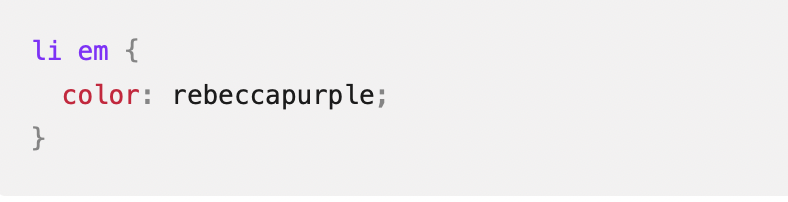 li em {
  color: rebeccapurple;
}